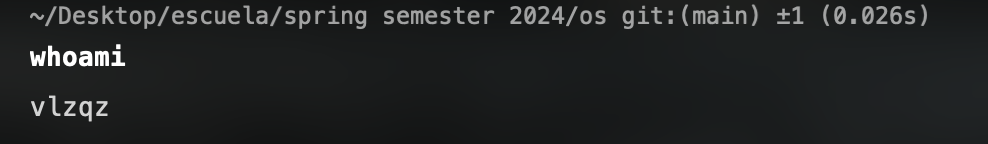 ~/Desktop/escuela/spring semester 2024/os git:(main) ±1 (0.026s)
whoami
vlzqz